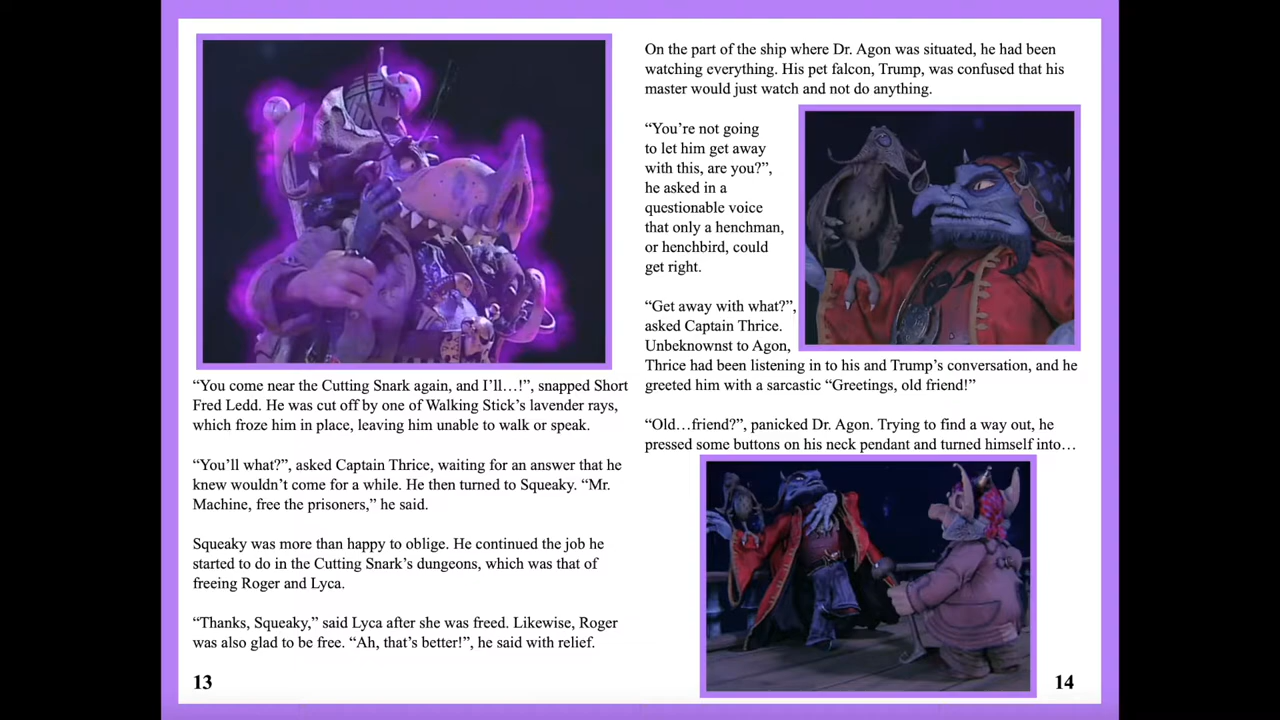 “You come near the Cutting Snark again, and I’ll…!”, snapped Short
Fred Ledd. He was cut off by one of Walking Stick’s lavender rays,
which froze him in place, leaving him unable to walk or speak.
“You’ll what?”, asked Captain Thrice, waiting for an answer that he
knew wouldn’t come for a while. He then turned to Squeaky. “Mr.
Machine, free the prisoners,” he said.
Squeaky was more than happy to oblige. He continued the job he
started to do in the Cutting Snark’s dungeons, which was that of
freeing Roger and Lyca.
“Thanks, Squeaky,” said Lyca after she was freed. Likewise, Roger
was also glad to be free. “Ah, that’s better!”, he said with relief.
13
On the part of the ship where Dr. Agon was situated, he had been
watching everything. His pet falcon, Trump, was confused that his
master would just watch and not do anything.
“You’re not going
to let him get away
with this, are you?”,
he asked in a
questionable voice
that only a henchman,
or henchbird, could
get right.
“Get away with what?”,
asked Captain Thrice.
Unbeknownst to Agon,
Thrice had been listening in to his and Trump’s conversation, and he
greeted him with a sarcastic “Greetings, old friend!”
“Old…friend?”, panicked Dr. Agon. Trying to find a way out, he
pressed some buttons on his neck pendant and turned himself into…
14